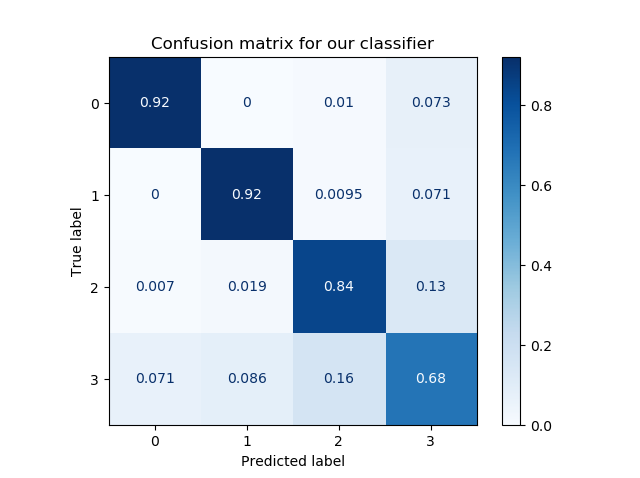 Confusion matrix for our classifier
True label
0 0.92 0 0.01 0.073
1 0 0.92 0.0095 0.071
2 0.007 0.019 0.84 0.13
3 0.071 0.086 0.16 0.68
0 1 2 3
Predicted label
0.8
0.6
0.4
0.2
0.0